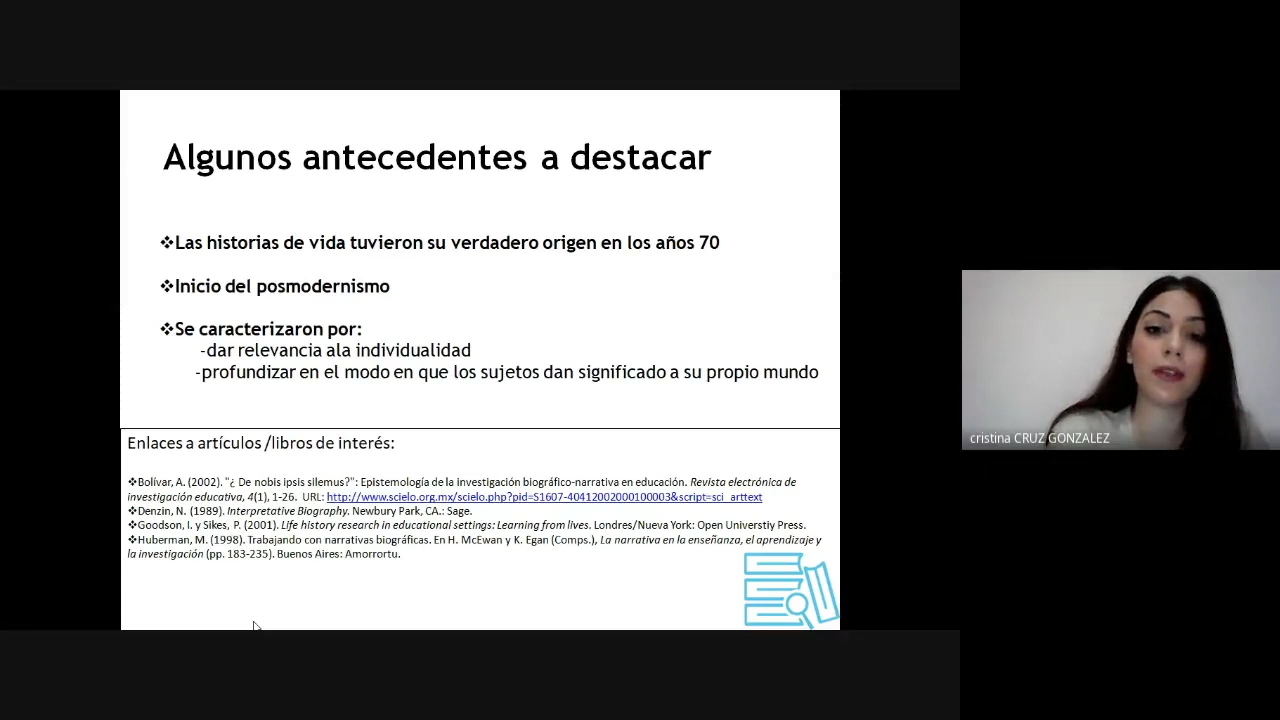 Algunos antecedentes a destacar
❖Las historias de vida tuvieron su verdadero origen en los años 70
❖Inicio del posmodernismo
❖Se caracterizaron por:
-dar relevancia ala individualidad
-profundizar en el modo en que los sujetos dan significado a su propio mundo
Enlaces a artículos /libros de interés:
❖Bolívar, A. (2002). "¿ De nobis ipsis silemus?": Epistemología de la investigación biográfico-narrativa en educación. Revista electrónica de
investigación educativa, 4(1), 1-26. URL: http://www.scielo.org.mx/scielo.php?pid=S1607-40412002000100003&script=sci_arttext
❖Denzin, N. (1989). Interpretative Biography. Newbury Park, CA.: Sage.
❖Goodson, I. y Sikes, P. (2001). Life history research in educational settings: Learning from lives. Londres/Nueva York: Open Universtiy Press.
❖Huberman, M. (1998). Trabajando con narrativas biográficas. En H. McEwan y K. Egan (Comps.), La narrativa en la enseñanza, el aprendizaje y
la investigación (pp. 183-235). Buenos Aires: Amorrortu.
cristina CRUZ GONZALEZ